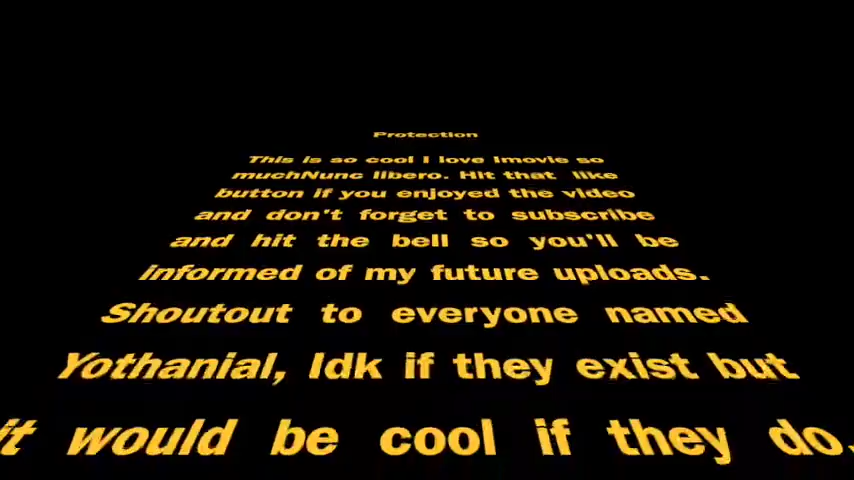 Protection
This is so cool I love Imovie so
muchNunc libero. Hit that like
button if you enjoyed the video
and don't forget to subscribe
and hit the bell so you'll be
informed of my future uploads.
Shoutout to everyone named
Yothanial, Idk if they exist but
it would be cool if they do.